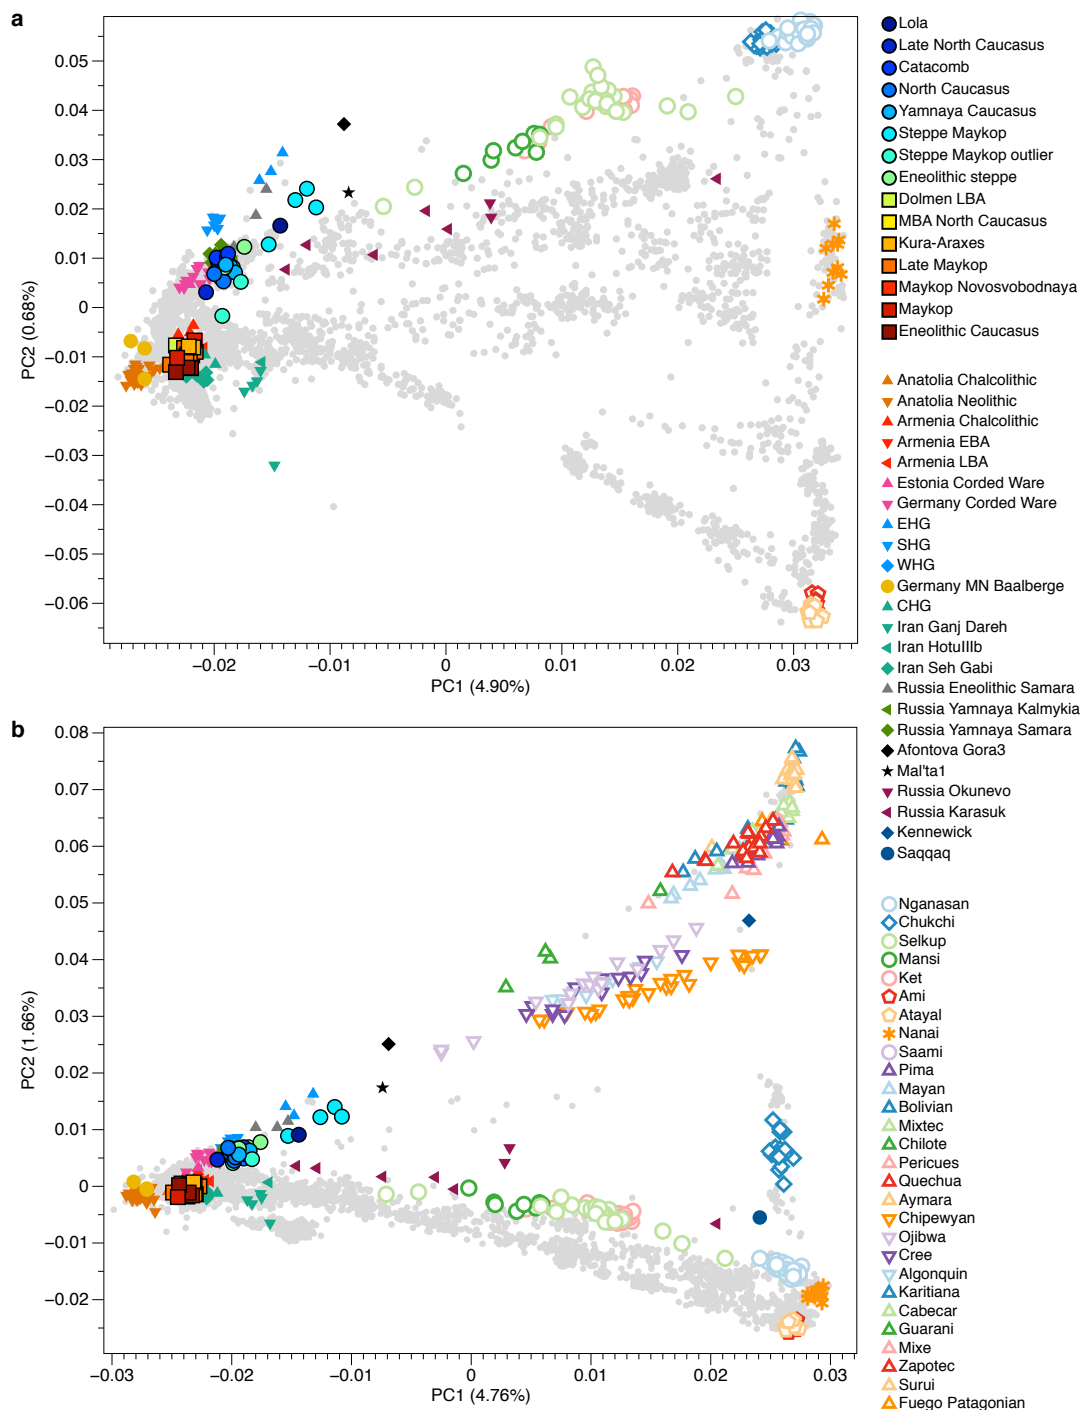 a
0.05
0.04
0.03
0.02
0.01
0
−0.01
−0.02
−0.03
−0.04
−0.05
−0.06
PC2 (0.68%)
−0.02
−0.01
0
0.01
0.02
0.03
PC1 (4.90%)
b
0.08
0.07
0.06
0.05
0.04
0.03
0.02
0.01
0
−0.01
−0.02
PC2 (1.66%)
−0.03
−0.02
−0.01
0
0.01
0.02
0.03
PC1 (4.76%)
Lola
Late North Caucasus
Catacomb
North Caucasus
Yamnaya Caucasus
Steppe Maykop
Steppe Maykop outlier
Eneolithic steppe
Dolmen LBA
MBA North Caucasus
Kura-Araxes
Late Maykop
Maykop Novosvobodnaya
Maykop
Eneolithic Caucasus
Anatolia Chalcolithic
Anatolia Neolithic
Armenia Chalcolithic
Armenia EBA
Armenia LBA
Estonia Corded Ware
Germany Corded Ware
EHG
SHG
WHG
Germany MN Baalberge
CHG
Iran Ganj Dareh
Iran HotuIIIb
Iran Seh Gabi
Russia Eneolithic Samara
Russia Yamnaya Kalmykia
Russia Yamnaya Samara
Afontova Gora3
Mal'ta1
Russia Okunevo
Russia Karasuk
Kennewick
Saqqaq
Nganasan
Chukchi
Selkup
Mansi
Ket
Ami
Atayal
Nanai
Saami
Pima
Mayan
Bolivian
Mixtec
Chilote
Pericues
Quechua
Aymara
Chipewyan
Ojibwa
Cree
Algonquin
Karitiana
Cabecar
Guarani
Mixe
Zapotec
Surui
Fuego Patagonian